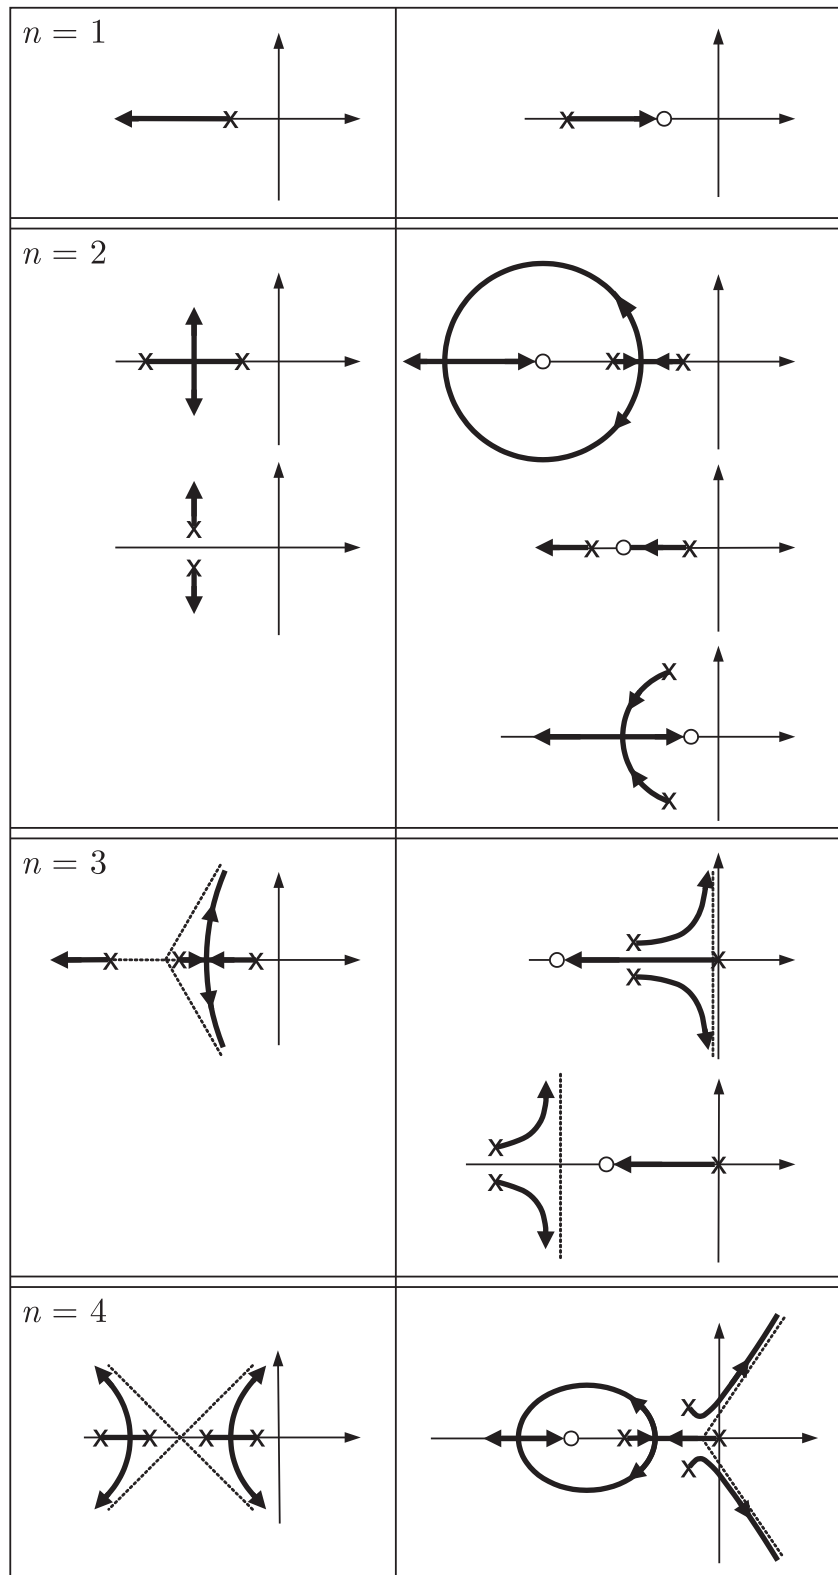 n = 1
n = 2
n = 3
n = 4